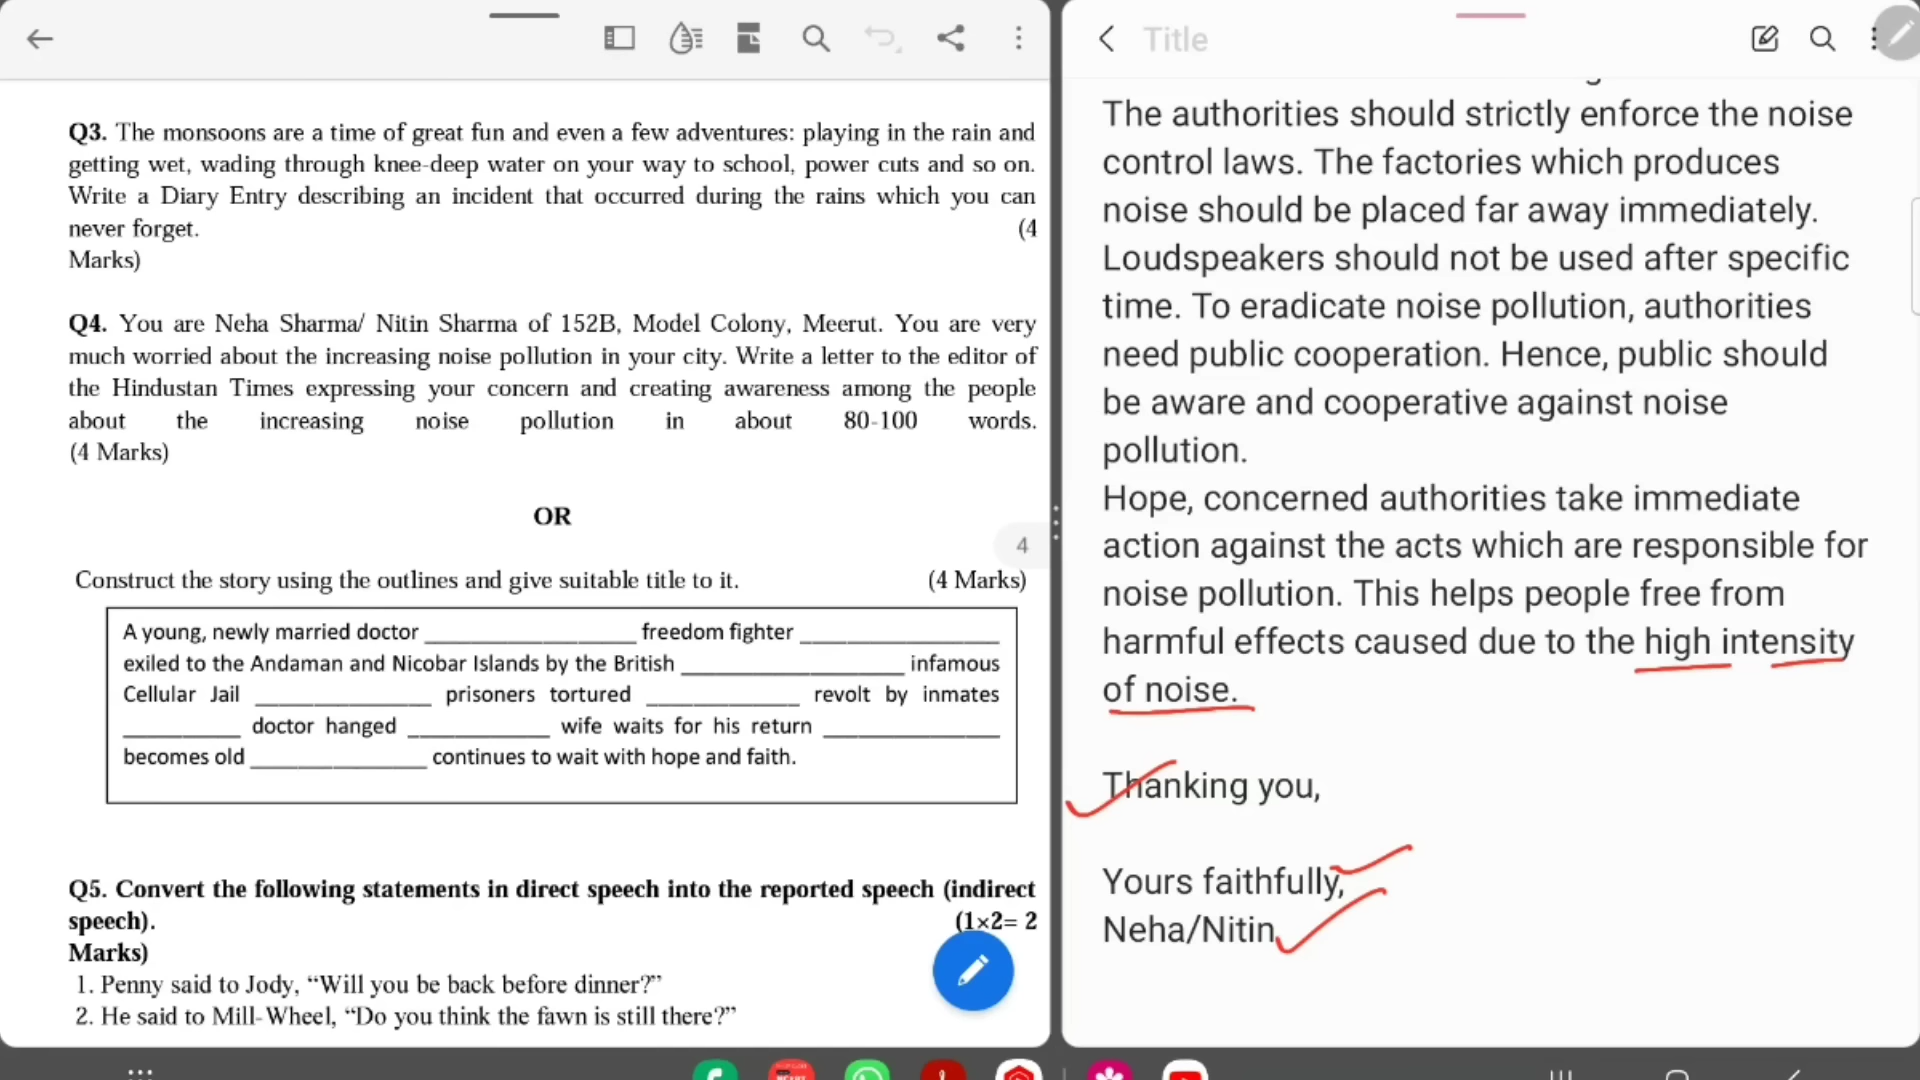 Q3. The monsoons are a time of great fun and even a few adventures: playing in the rain and
getting wet, wading through knee-deep water on your way to school, power cuts and so on.
Write a Diary Entry describing an incident that occurred during the rains which you can
never forget. (4
Marks)
Q4. You are Neha Sharma/ Nitin Sharma of 152B, Model Colony, Meerut. You are very
much worried about the increasing noise pollution in your city. Write a letter to the editor of
the Hindustan Times expressing your concern and creating awareness among the people
about the increasing noise pollution in about 80-100 words.
(4 Marks)
OR
4
Construct the story using the outlines and give suitable title to it. (4 Marks)
A young, newly married doctor ____________ freedom fighter ____________
exiled to the Andaman and Nicobar Islands by the British ____________ infamous
Cellular Jail ____________ prisoners tortured ____________ revolt by inmates
____________ doctor hanged ____________ wife waits for his return ____________
becomes old ____________ continues to wait with hope and faith.
Q5. Convert the following statements in direct speech into the reported speech (indirect
speech). (1×2= 2
Marks)
1. Penny said to Jody, “Will you be back before dinner?”
2. He said to Mill-Wheel, “Do you think the fawn is still there?”
Title
The authorities should strictly enforce the noise
control laws. The factories which produces
noise should be placed far away immediately.
Loudspeakers should not be used after specific
time. To eradicate noise pollution, authorities
need public cooperation. Hence, public should
be aware and cooperative against noise
pollution.
Hope, concerned authorities take immediate
action against the acts which are responsible for
noise pollution. This helps people free from
harmful effects caused due to the high intensity
of noise.
Thanking you,
Yours faithfully,
Neha/Nitin